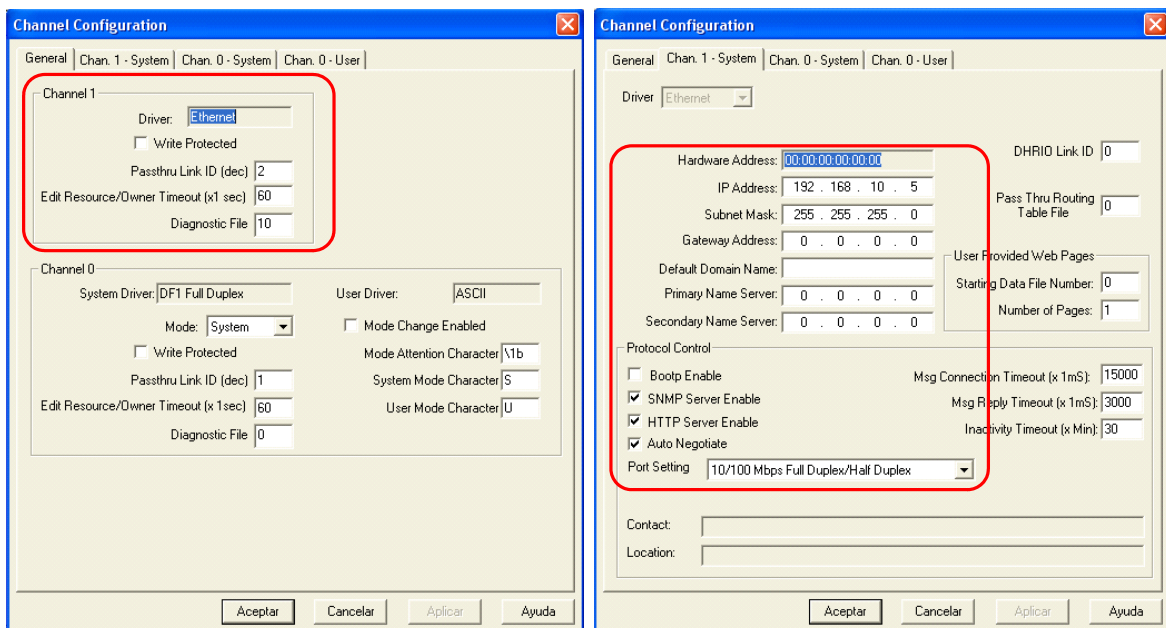 Channel Configuration
General Chan. 1 - System Chan. 0 - System Chan. 0 - User
Channel 1
Driver: Ethernet
Write Protected
Passthru Link ID (dec) 2
Edit Resource/Owner Timeout (x1 sec) 60
Diagnostic File 10
Channel 0
System Driver: DF1 Full Duplex User Driver: ASCII
Mode: System Mode Change Enabled
Write Protected Mode Attention Character \1b
Passthru Link ID (dec) 1 System Mode Character S
Edit Resource/Owner Timeout (x 1sec) 60 User Mode Character U
Diagnostic File 0
Aceptar Cancelar Aplicar Ayuda
Channel Configuration
General Chan. 1 - System Chan. 0 - System Chan. 0 - User
Driver Ethernet
Hardware Address: 00:00:00:00:00:00 DHRIO Link ID 0
IP Address: 192 . 168 . 10 . 5
Subnet Mask: 255 . 255 . 255 . 0
Pass Thru Routing
Table File 0
Gateway Address: 0 . 0 . 0 . 0
User Provided Web Pages
Default Domain Name: Starting Data File Number: 0
Primary Name Server: 0 . 0 . 0 . 0 Number of Pages: 1
Secondary Name Server: 0 . 0 . 0 . 0
Protocol Control
Bootp Enable Msg Connection Timeout (x 1mS): 15000
SNMP Server Enable Msg Reply Timeout (x 1mS): 3000
HTTP Server Enable Inactivity Timeout (x Min): 30
Auto Negotiate
Port Setting 10/100 Mbps Full Duplex/Half Duplex
Contact:
Location:
Aceptar Cancelar Aplicar Ayuda